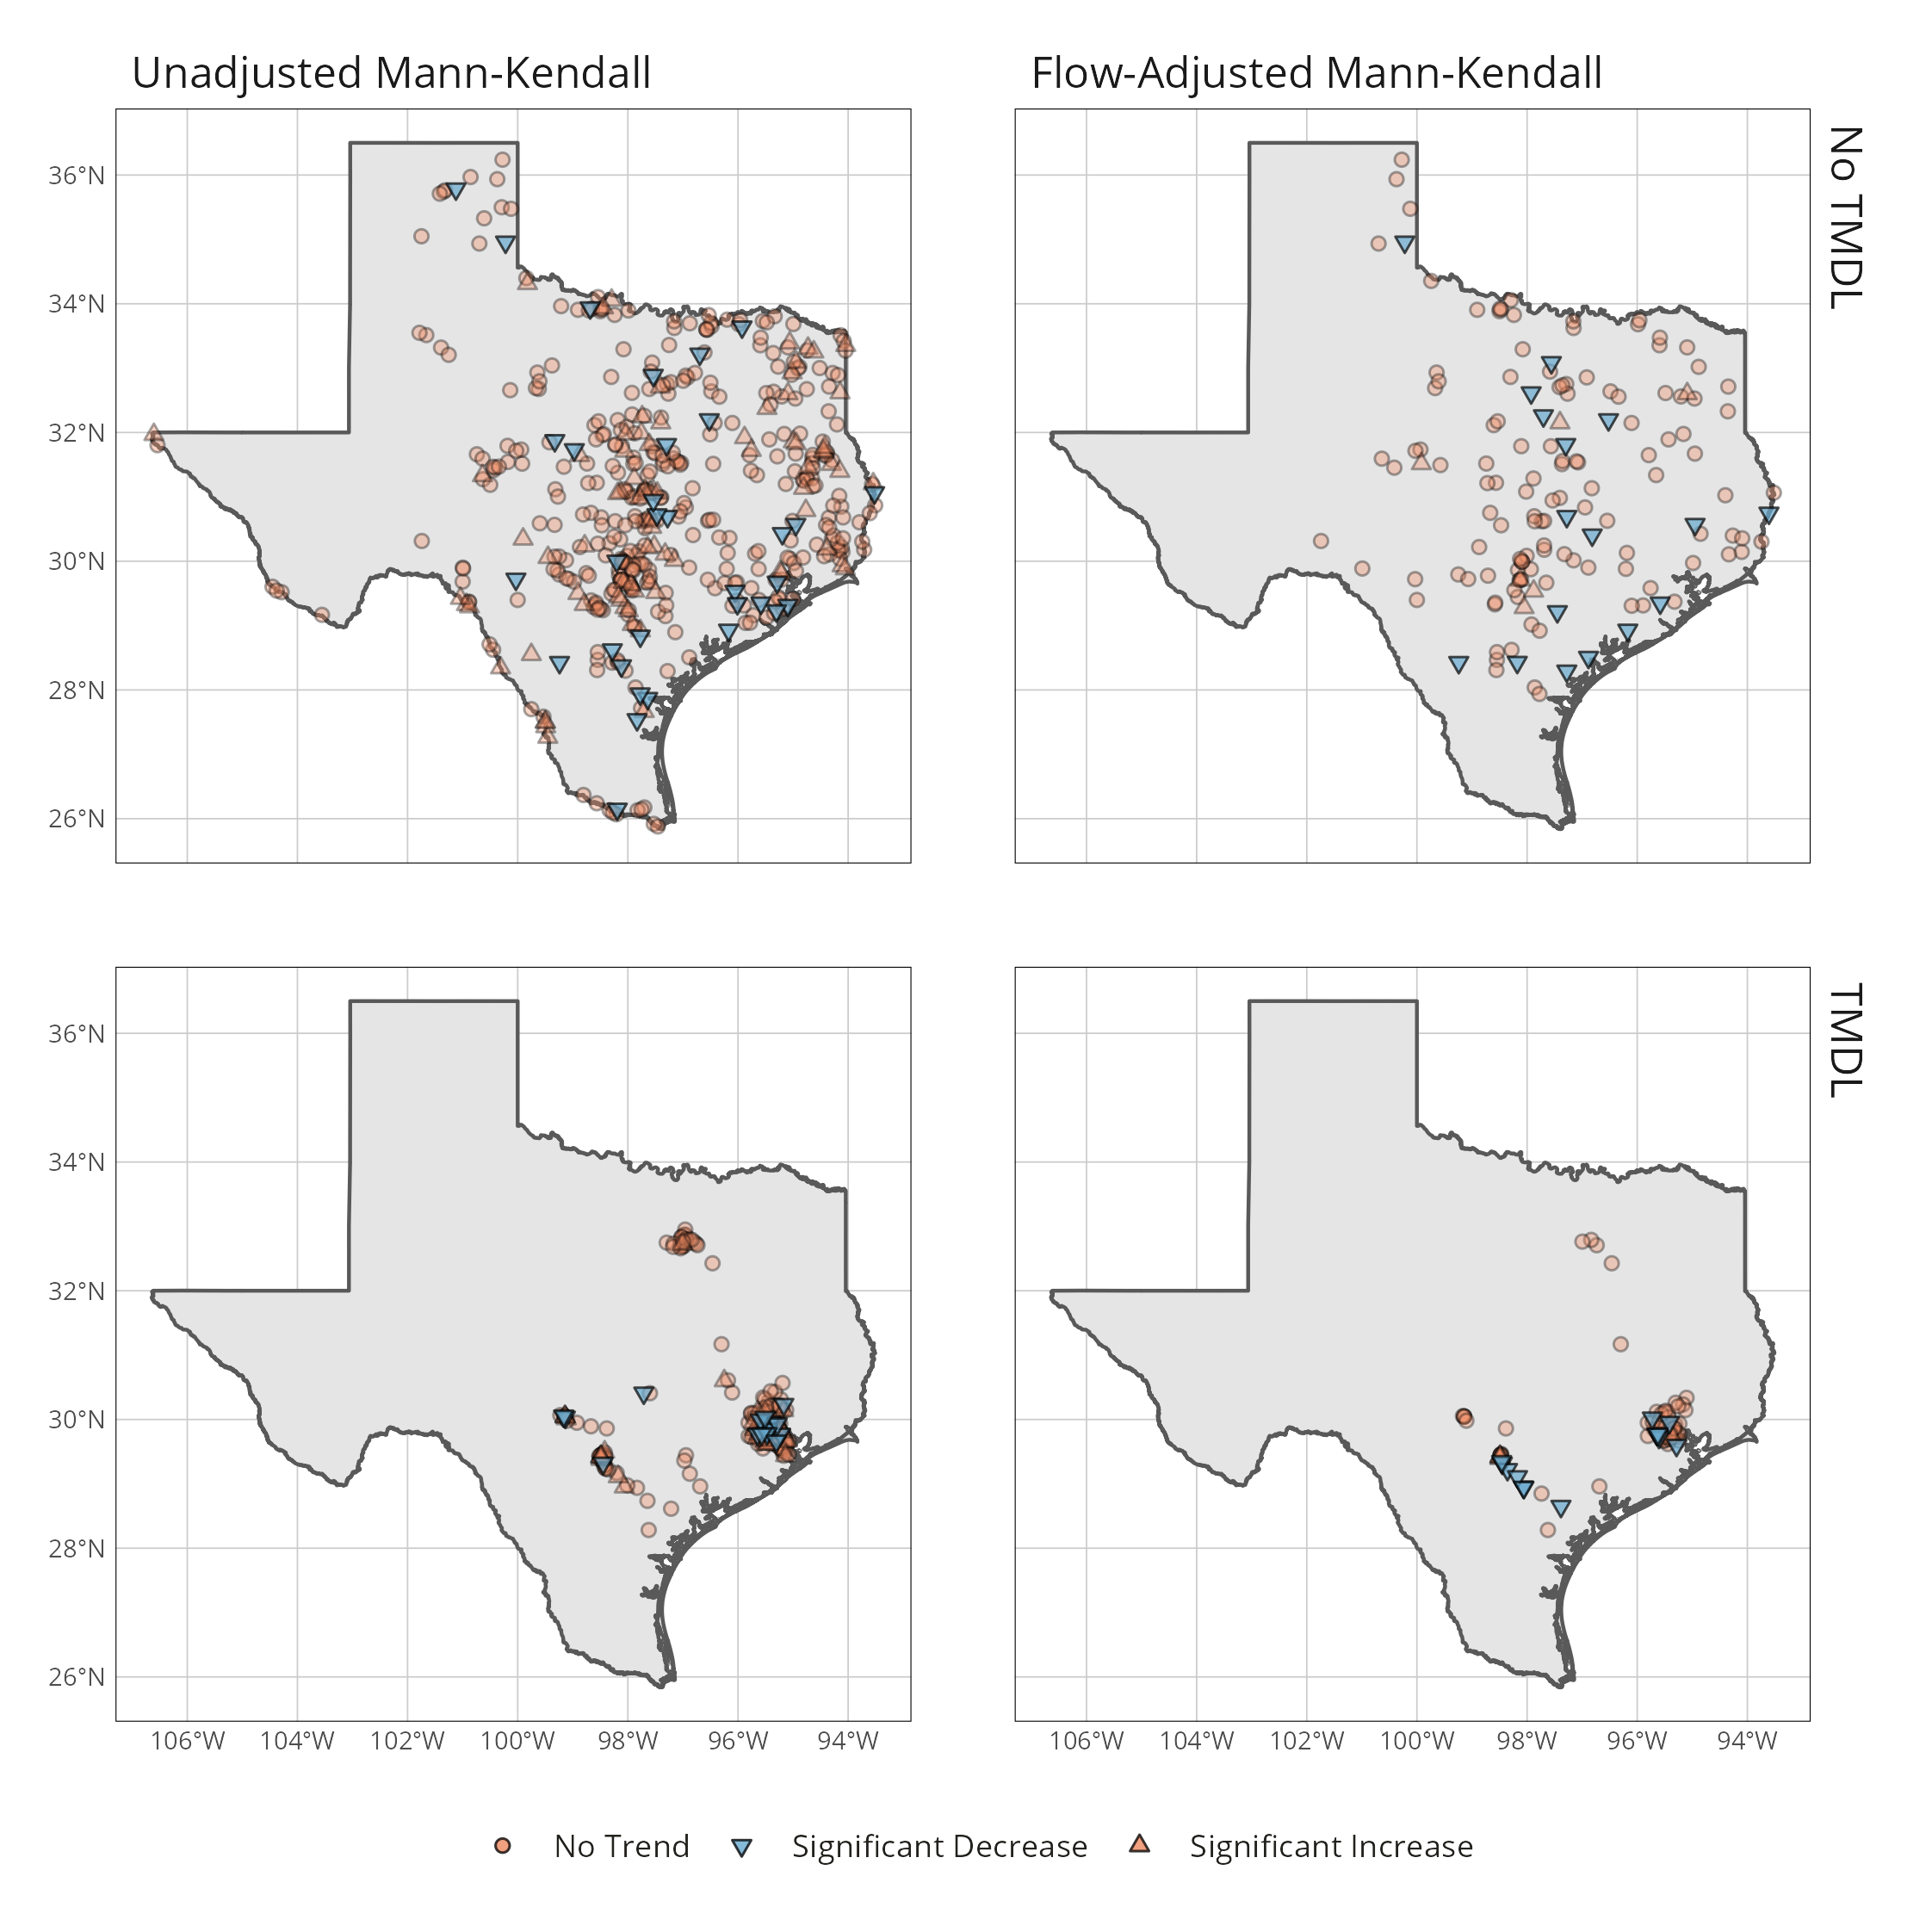 Unadjusted Mann-Kendall
Flow-Adjusted Mann-Kendall
No TMDL
36°N
34°N
32°N
30°N
28°N
26°N
TMDL
36°N
34°N
32°N
30°N
28°N
26°N
106°W 104°W 102°W 100°W 98°W 96°W 94°W
106°W 104°W 102°W 100°W 98°W 96°W 94°W
No Trend Significant Decrease Significant Increase